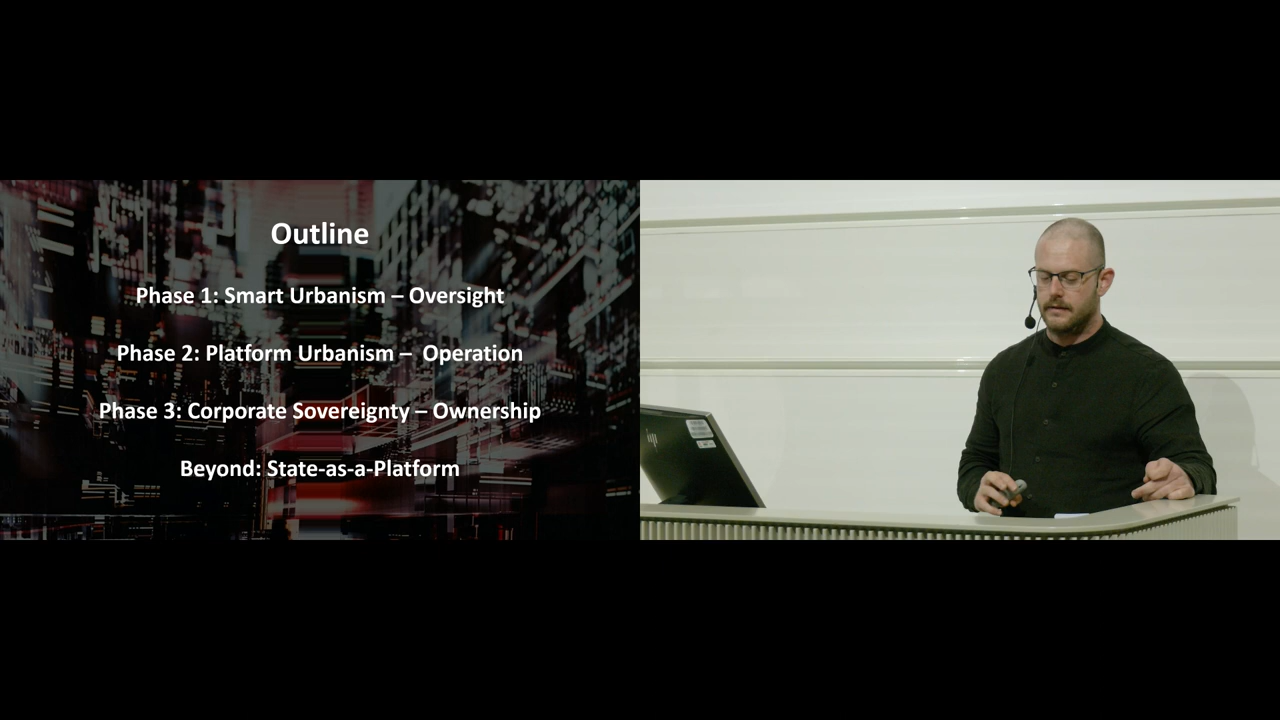 Outline
Phase 1: Smart Urbanism – Oversight
Phase 2: Platform Urbanism –  Operation
Phase 3: Corporate Sovereignty – Ownership
Beyond: State-as-a-Platform
hp